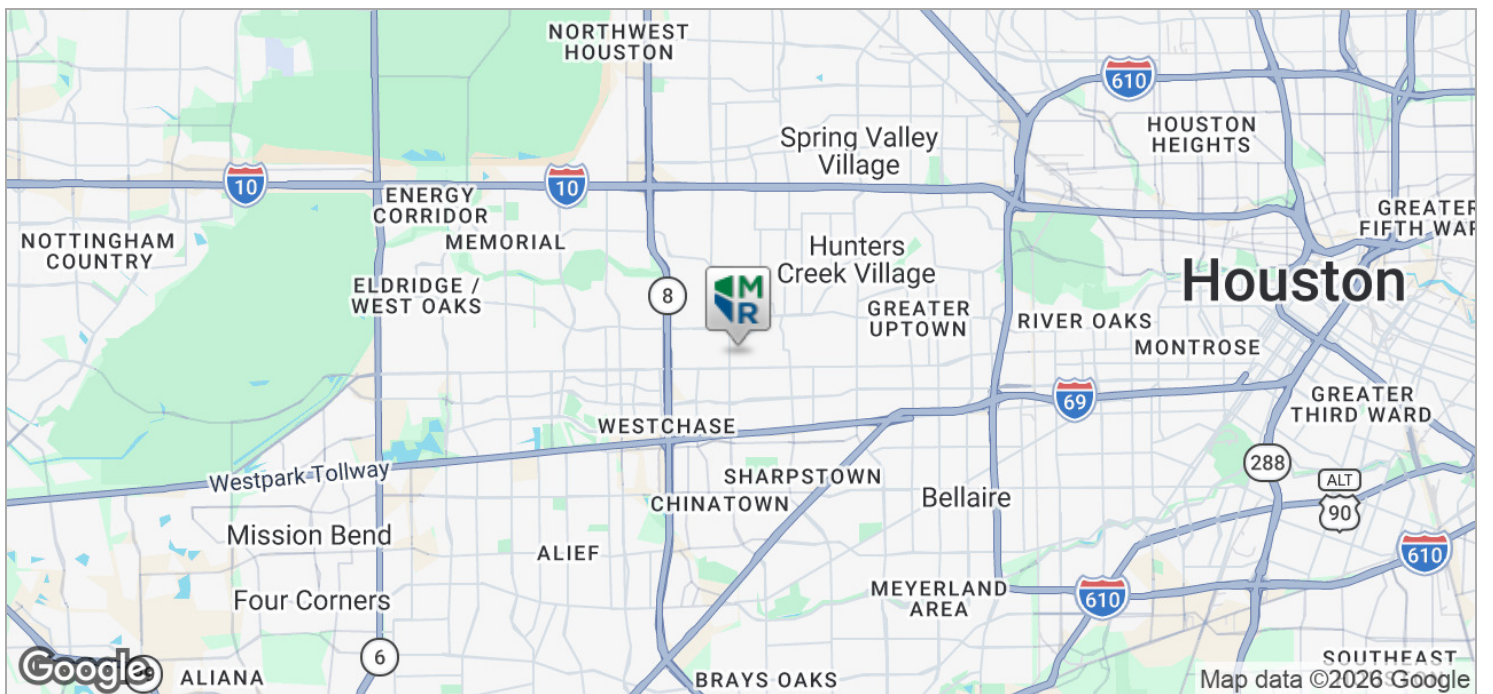 NORTHWEST
HOUSTON
610
HOUSTON
HEIGHTS
Spring Valley
Village
10
10
ENERGY
CORRIDOR
GREATER
FIFTH WAR
NOTTINGHAM
COUNTRY
MEMORIAL
Hunters
Creek Village
Houston
ELDRIDGE /
WEST OAKS
8
M
R
GREATER
UPTOWN
RIVER OAKS
MONTROSE
69
GREATER
THIRD WARD
WESTCHASE
Westpark Tollway
SHARPSTOWN
288
ALT
90
CHINATOWN
Bellaire
Mission Bend
ALIEF
610
MEYERLAND
AREA
610
Four Corners
6
SOUTHEAST
Google
99
ALIANA
BRAYS OAKS
Map data ©2026 Google